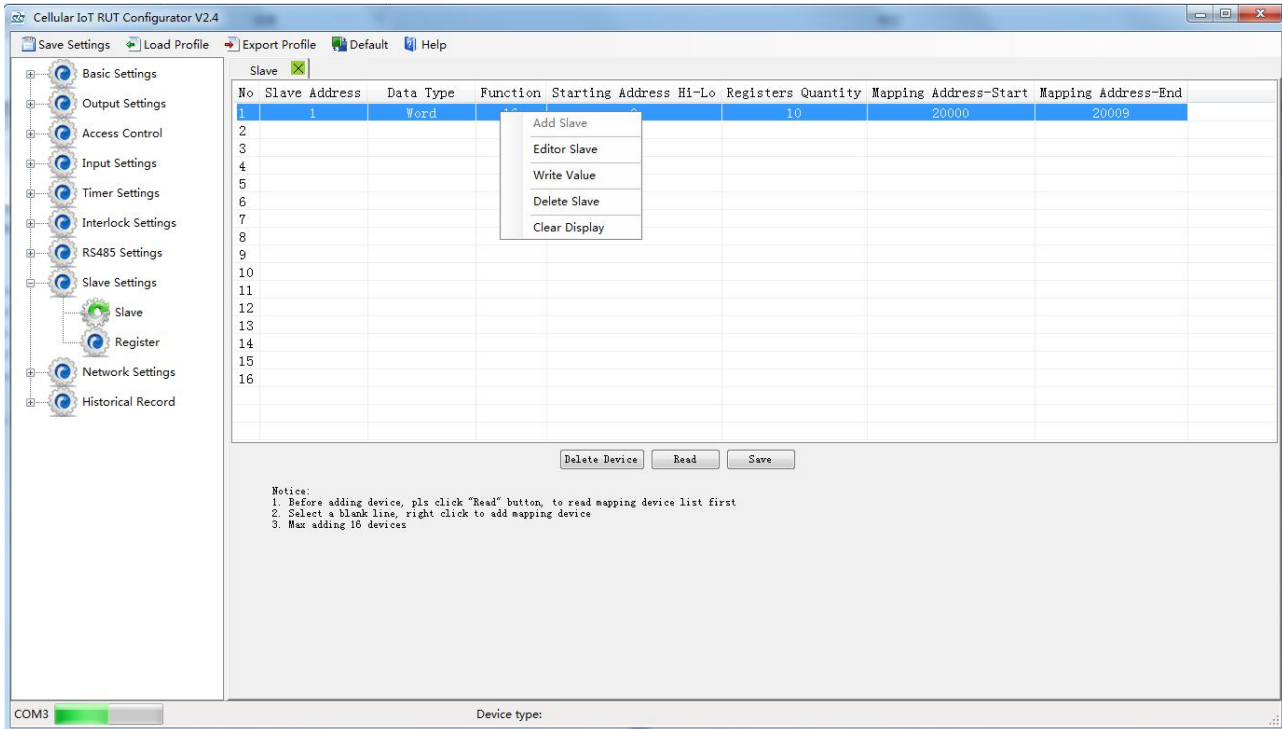 Cellular IoT RUT Configurator V2.4
Save Settings Load Profile Export Profile Default Help
Basic Settings
Output Settings
Access Control
Input Settings
Timer Settings
Interlock Settings
RS485 Settings
Slave Settings
Slave
Register
Network Settings
Historical Record
Slave
No Slave Address Data Type Function Starting Address Hi-Lo Registers Quantity Mapping Address-Start Mapping Address-End
1 1 Word 10 20000 20009
2
3
4
5
6
7
8
9
10
11
12
13
14
15
16
Add Slave
Editor Slave
Write Value
Delete Slave
Clear Display
Delete Device Read Save
Notice:
1. Before adding device, pls click "Read" button, to read mapping device list first
2. Select a blank line, right click to add mapping device
3. Max adding 16 devices
COM3 Device type: